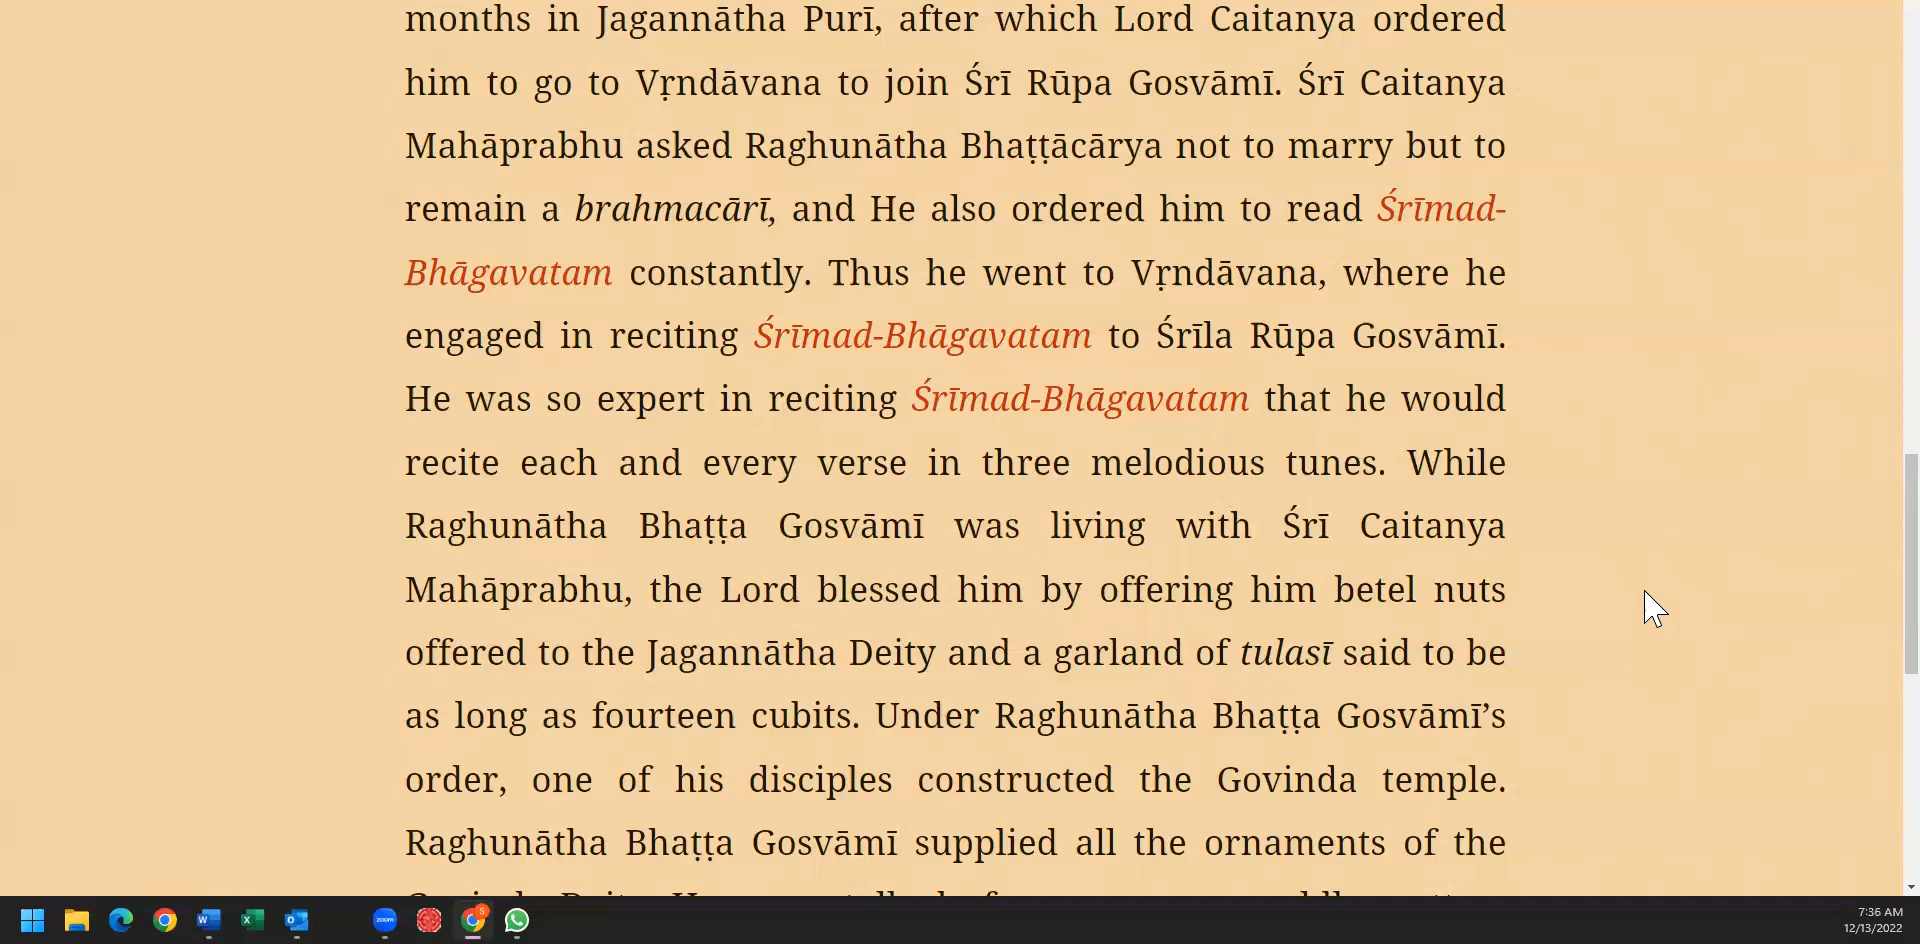 months in Jagannātha Purī, after which Lord Caitanya ordered
him to go to Vṛndāvana to join Śrī Rūpa Gosvāmī. Śrī Caitanya
Mahāprabhu asked Raghunātha Bhaṭṭācārya not to marry but to
remain a brahmacārī, and He also ordered him to read Śrīmad-
Bhāgavatam constantly. Thus he went to Vṛndāvana, where he
engaged in reciting Śrīmad-Bhāgavatam to Śrīla Rūpa Gosvāmī.
He was so expert in reciting Śrīmad-Bhāgavatam that he would
recite each and every verse in three melodious tunes. While
Raghunātha Bhaṭṭa Gosvāmī was living with Śrī Caitanya
Mahāprabhu, the Lord blessed him by offering him betel nuts
offered to the Jagannātha Deity and a garland of tulasī said to be
as long as fourteen cubits. Under Raghunātha Bhaṭṭa Gosvāmī’s
order, one of his disciples constructed the Govinda temple.
Raghunātha Bhaṭṭa Gosvāmī supplied all the ornaments of the
zoom
7:36 AM
12/13/2022